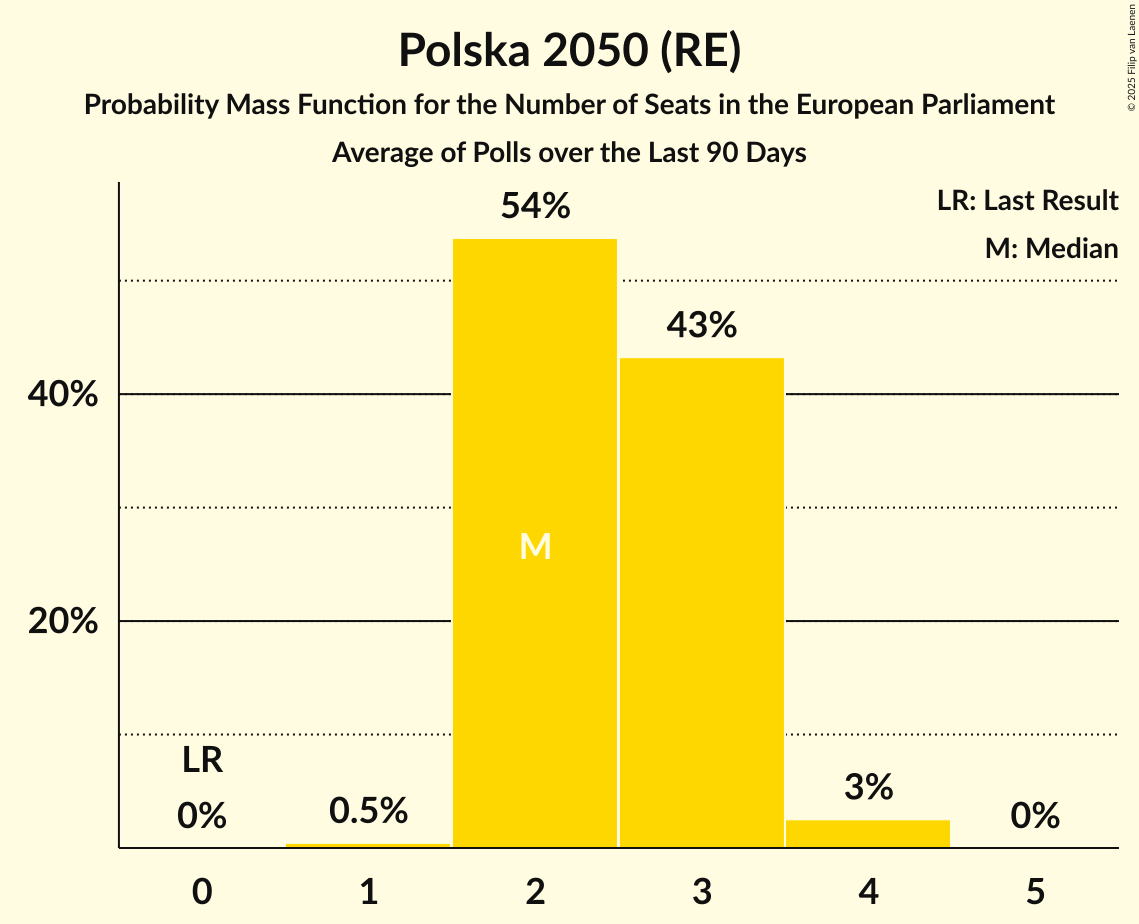 Polska 2050 (RE)
Probability Mass Function for the Number of Seats in the European Parliament
Average of Polls over the Last 90 Days
© 2025 Filip van Laenen
LR: Last Result
M: Median
54%
43%
40%
M
20%
LR
0%
0.5%
3%
0%
0
1
2
3
4
5